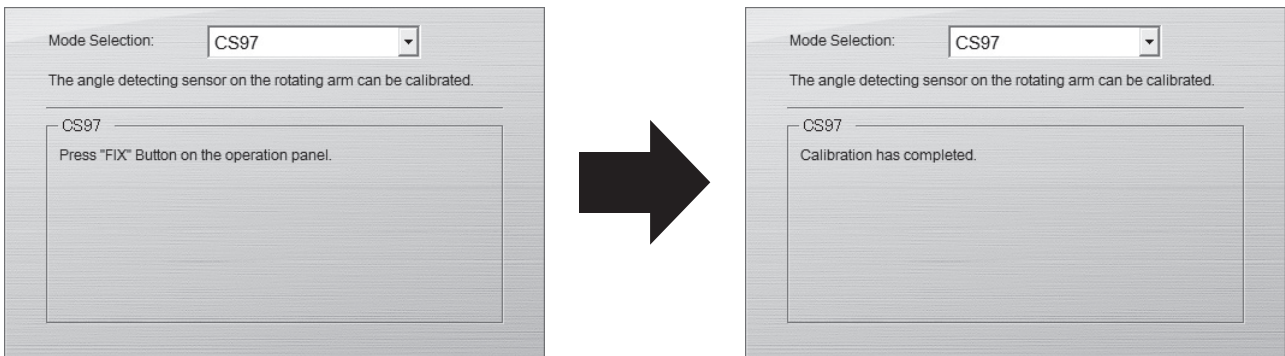 Mode Selection: CS97
The angle detecting sensor on the rotating arm can be calibrated.
CS97
Press "FIX" Button on the operation panel.
Mode Selection: CS97
The angle detecting sensor on the rotating arm can be calibrated.
CS97
Calibration has completed.